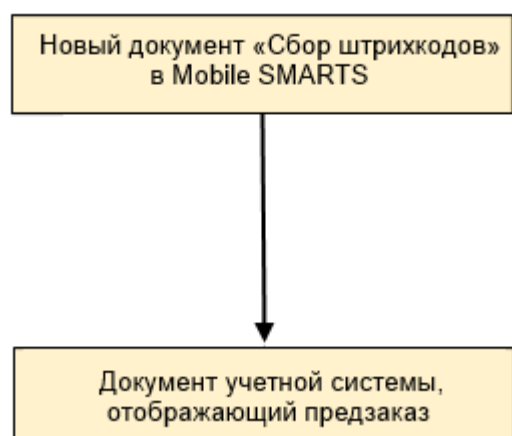 Новый документ «Сбор штрихкодов»
в Mobile SMARTS
Документ учетной системы,
отображающий предзаказ